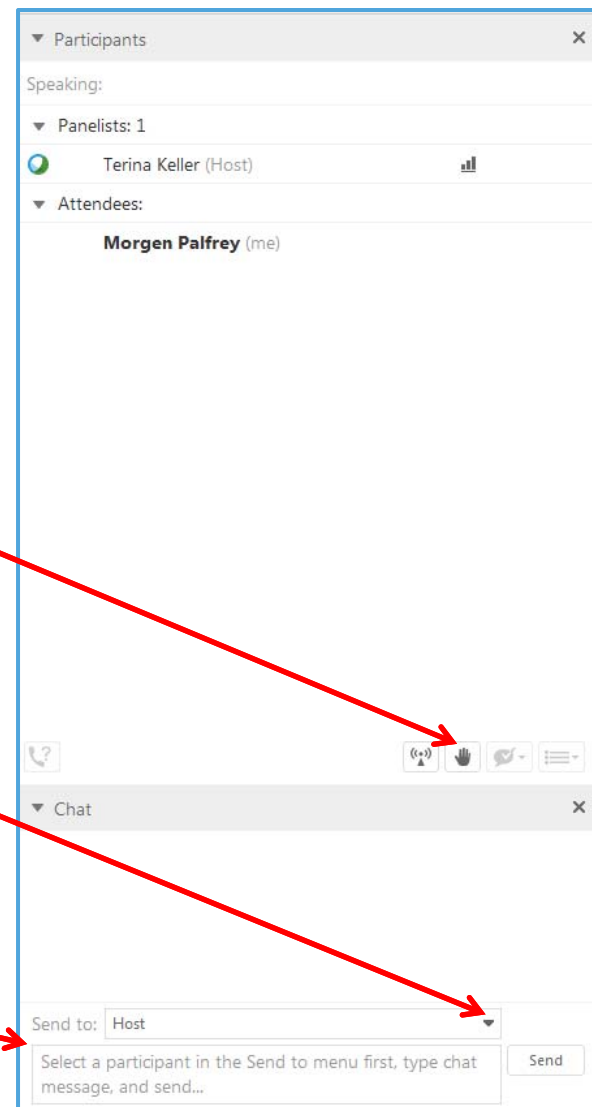 Participants
Speaking:
Panelists: 1
Terina Keller (Host)
Attendees:
Morgen Palfrey (me)
Chat
Send to: Host
Select a participant in the Send to menu first, type chat
message, and send...
Send